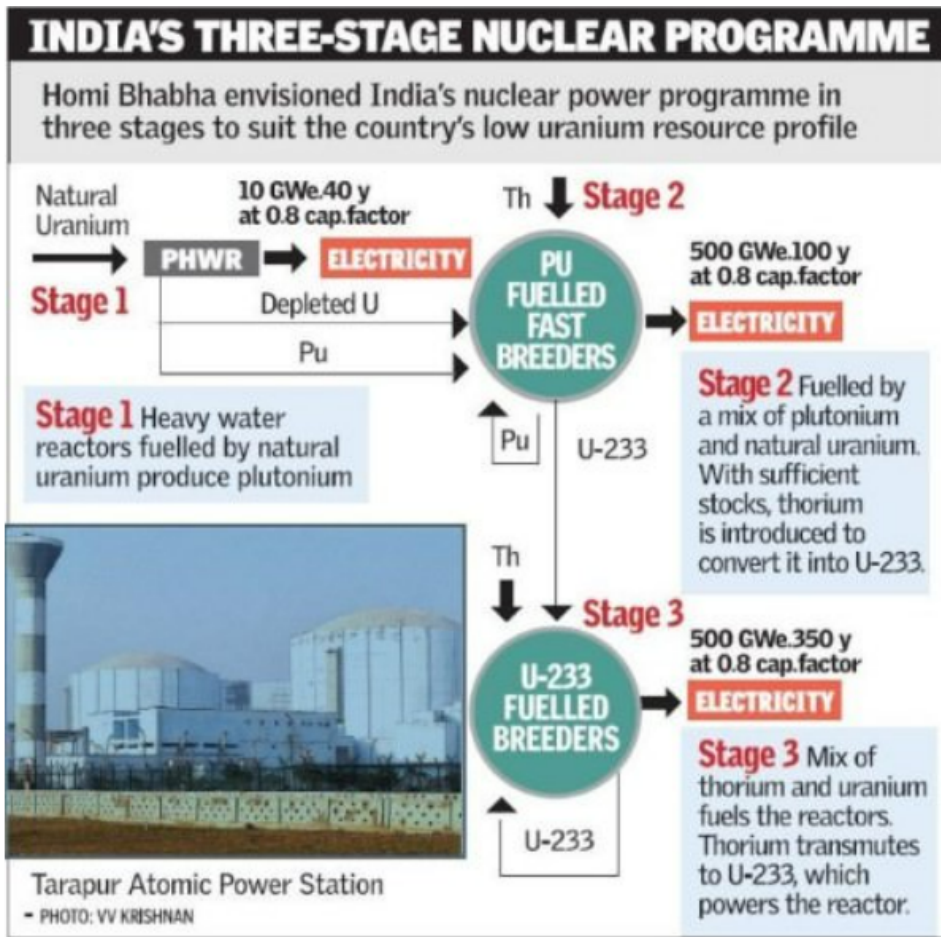 INDIA'S THREE-STAGE NUCLEAR PROGRAMME
Homi Bhabha envisioned India's nuclear power programme in
three stages to suit the country's low uranium resource profile
Natural
Uranium
10 GWe.40 y
at 0.8 cap.factor
PHWR
ELECTRICITY
Stage 1
Depleted U
Pu
Th
Stage 2
PU
FUELLED
FAST
BREEDERS
500 GWe.100 y
at 0.8 cap.factor
ELECTRICITY
Stage 1 Heavy water
reactors fuelled by natural
uranium produce plutonium
Pu
U-233
Stage 2 Fuelled by
a mix of plutonium
and natural uranium.
With sufficient
stocks, thorium
is introduced to
convert it into U-233.
Th
Stage 3
U-233
FUELLED
BREEDERS
500 GWe.350 y
at 0.8 cap.factor
ELECTRICITY
U-233
Stage 3 Mix of
thorium and uranium
fuels the reactors.
Thorium transmutes
to U-233, which
powers the reactor.
Tarapur Atomic Power Station
- PHOTO: VV KRISHNAN